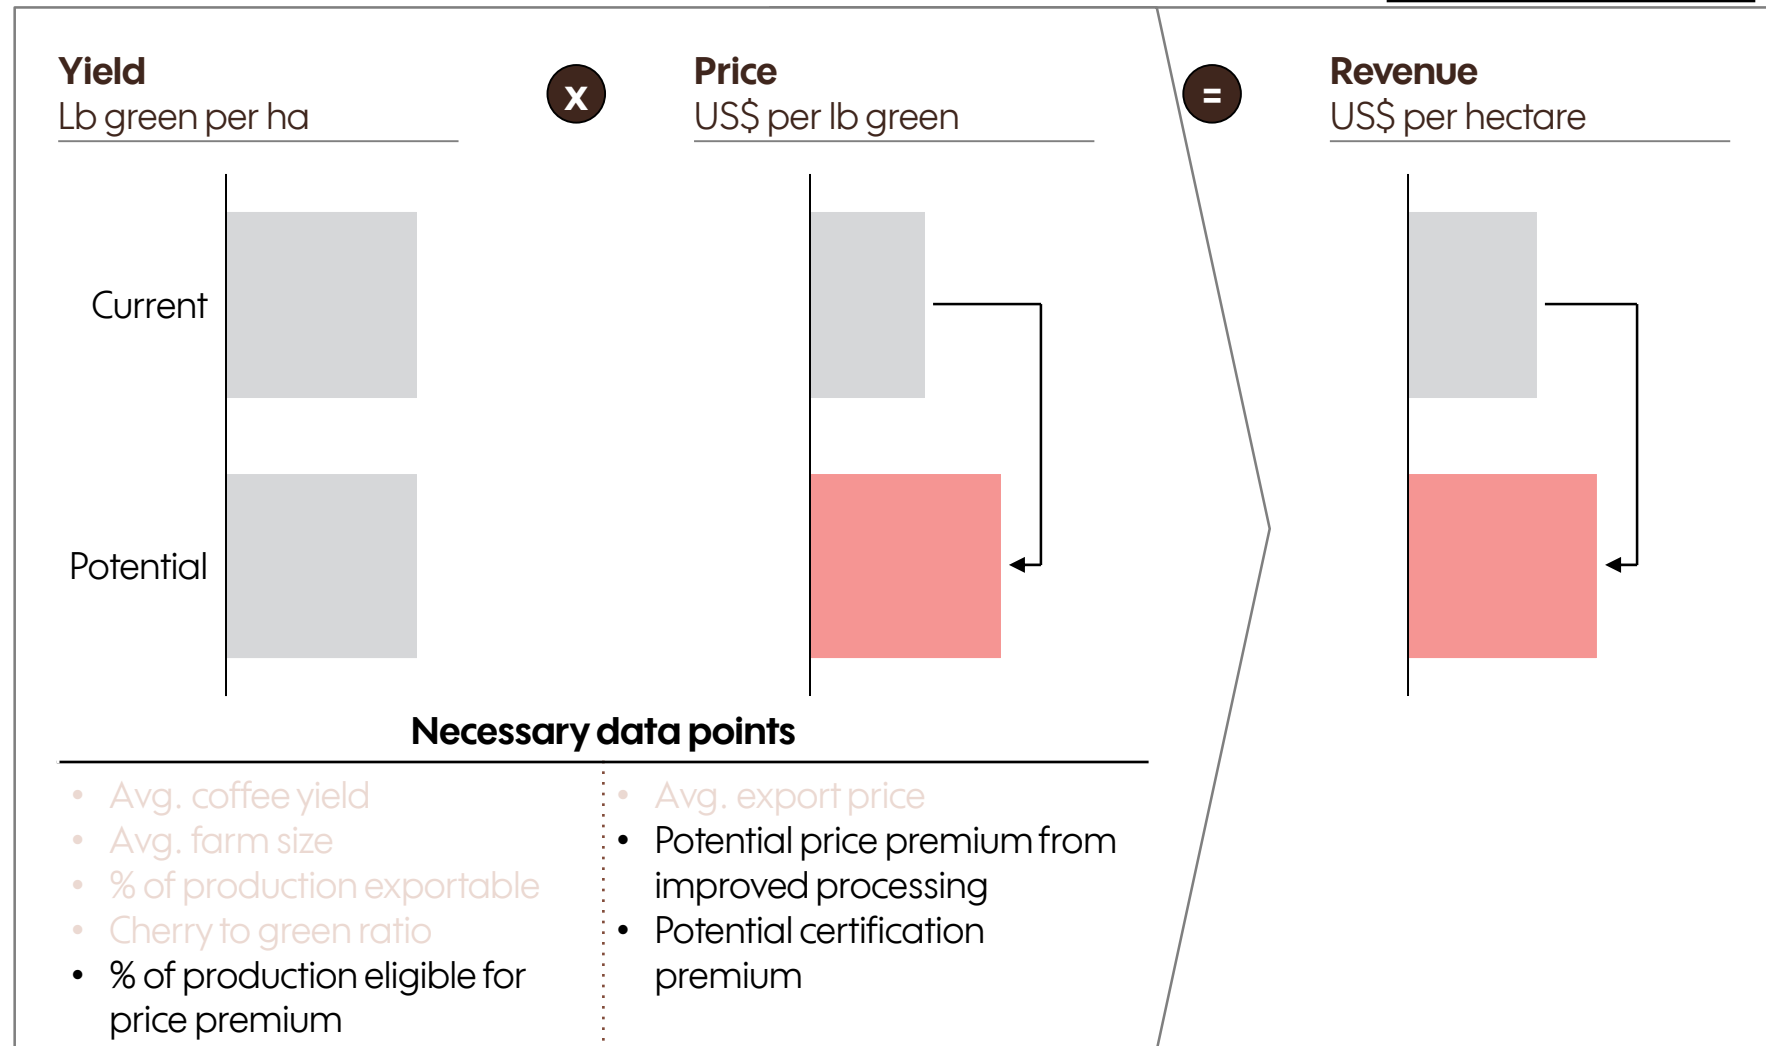 Yield
Lb green per ha
x
Price
US$ per lb green
=
Revenue
US$ per hectare
Current
Potential
Necessary data points
• Avg. coffee yield
• Avg. farm size
• % of production exportable
• Cherry to green ratio
• % of production eligible for
price premium
• Avg. export price
• Potential price premium from
improved processing
• Potential certification
premium